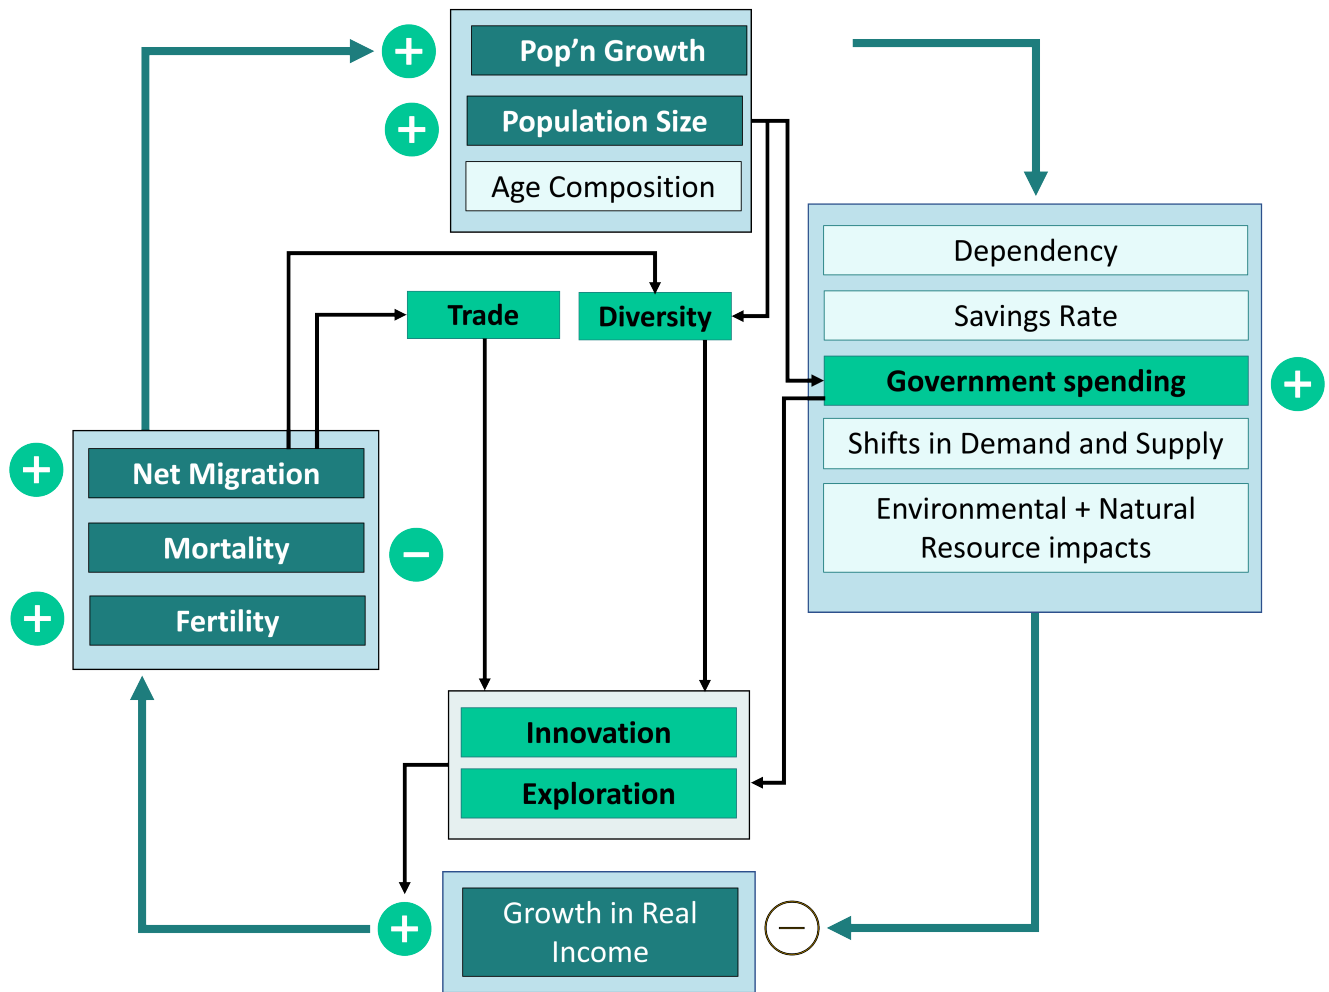 Pop’n Growth
Population Size
Age Composition
Dependency
Savings Rate
Government spending
Shifts in Demand and Supply
Environmental + Natural
Resource impacts
Trade
Diversity
Net Migration
Mortality
Fertility
Innovation
Exploration
Growth in Real
Income